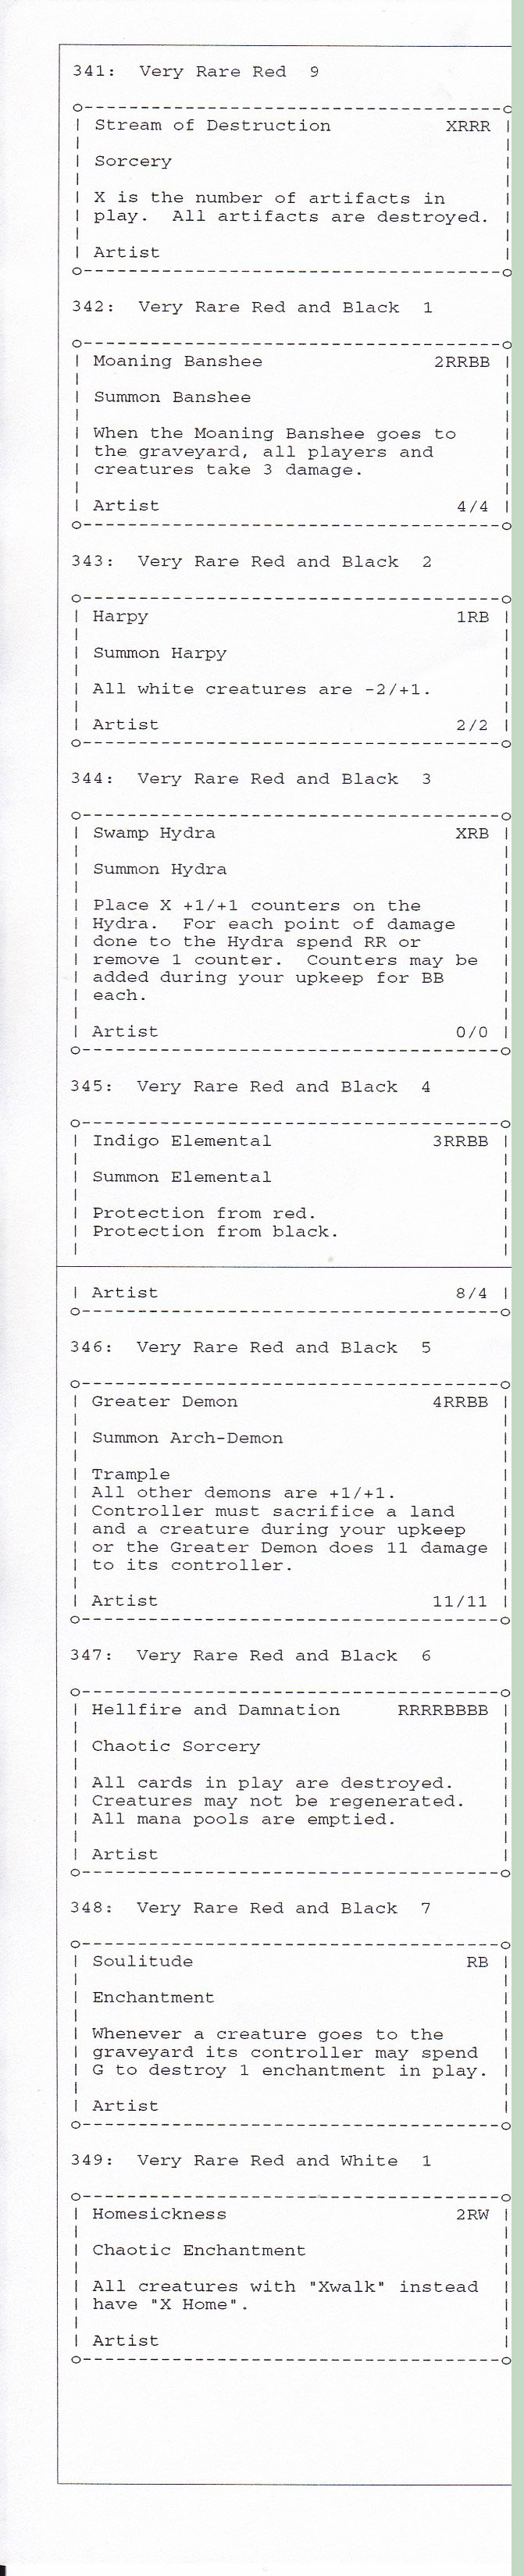 341:  Very Rare Red  9
o--------------------------------------o
| Stream of Destruction           XRRR |
|                                      |
| Sorcery                              |
|                                      |
| X is the number of artifacts in      |
| play.  All artifacts are destroyed.  |
|                                      |
| Artist                               |
o--------------------------------------o
342:  Very Rare Red and Black  1
o--------------------------------------o
| Moaning Banshee                2RRBB |
|                                      |
| Summon Banshee                       |
|                                      |
| When the Moaning Banshee goes to     |
| the graveyard, all players and       |
| creatures take 3 damage.             |
|                                      |
| Artist                           4/4 |
o--------------------------------------o
343:  Very Rare Red and Black  2
o--------------------------------------o
| Harpy                            1RB |
|                                      |
| Summon Harpy                         |
|                                      |
| All white creatures are -2/+1.       |
|                                      |
| Artist                           2/2 |
o--------------------------------------o
344:  Very Rare Red and Black  3
o--------------------------------------o
| Swamp Hydra                      XRB |
|                                      |
| Summon Hydra                         |
|                                      |
| Place X +1/+1 counters on the        |
| Hydra.  For each point of damage     |
| done to the Hydra spend RR or        |
| remove 1 counter.  Counters may be   |
| added during your upkeep for BB      |
| each.                                |
|                                      |
| Artist                           0/0 |
o--------------------------------------o
345:  Very Rare Red and Black  4
o--------------------------------------o
| Indigo Elemental               3RRBB |
|                                      |
| Summon Elemental                     |
|                                      |
| Protection from red.                 |
| Protection from black.               |
|                                      |
| Artist                           8/4 |
o--------------------------------------o
346:  Very Rare Red and Black  5
o--------------------------------------o
| Greater Demon                  4RRBB |
|                                      |
| Summon Arch-Demon                    |
|                                      |
| Trample                              |
| All other demons are +1/+1.          |
| Controller must sacrifice a land     |
| and a creature during your upkeep    |
| or the Greater Demon does 11 damage  |
| to its controller.                   |
|                                      |
| Artist                         11/11 |
o--------------------------------------o
347:  Very Rare Red and Black  6
o--------------------------------------o
| Hellfire and Damnation      RRRRBBBB |
|                                      |
| Chaotic Sorcery                      |
|                                      |
| All cards in play are destroyed.     |
| Creatures may not be regenerated.    |
| All mana pools are emptied.          |
|                                      |
| Artist                               |
o--------------------------------------o
348:  Very Rare Red and Black  7
o--------------------------------------o
| Soulitude                         RB |
|                                      |
| Enchantment                          |
|                                      |
| Whenever a creature goes to the      |
| graveyard its controller may spend   |
| G to destroy 1 enchantment in play.  |
|                                      |
| Artist                               |
o--------------------------------------o
349:  Very Rare Red and White  1
o--------------------------------------o
| Homesickness                     2RW |
|                                      |
| Chaotic Enchantment                  |
|                                      |
| All creatures with "Xwalk" instead   |
| have "X Home".                       |
|                                      |
| Artist                               |
o--------------------------------------o